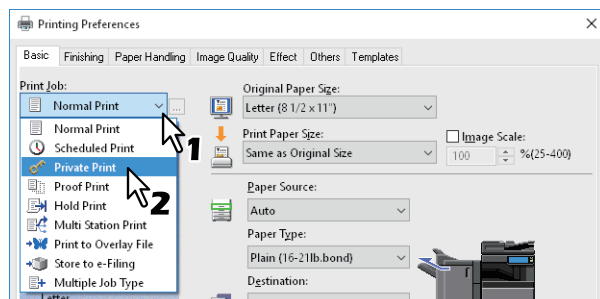 Printing Preferences
Basic Finishing Paper Handling Image Quality Effect Others Templates
Print Job:
Normal Print
...
Normal Print
Scheduled Print
Private Print
Proof Print
Hold Print
Multi Station Print
Print to Overlay File
Store to e-Filing
Multiple Job Type
Letter
1
2
Original Paper Size:
Letter (8 1/2 x 11")
Print Paper Size:
Same as Original Size
Image Scale:
100 %(25-400)
Paper Source:
Auto
Paper Type:
Plain (16-21lb.bond)
Destination: